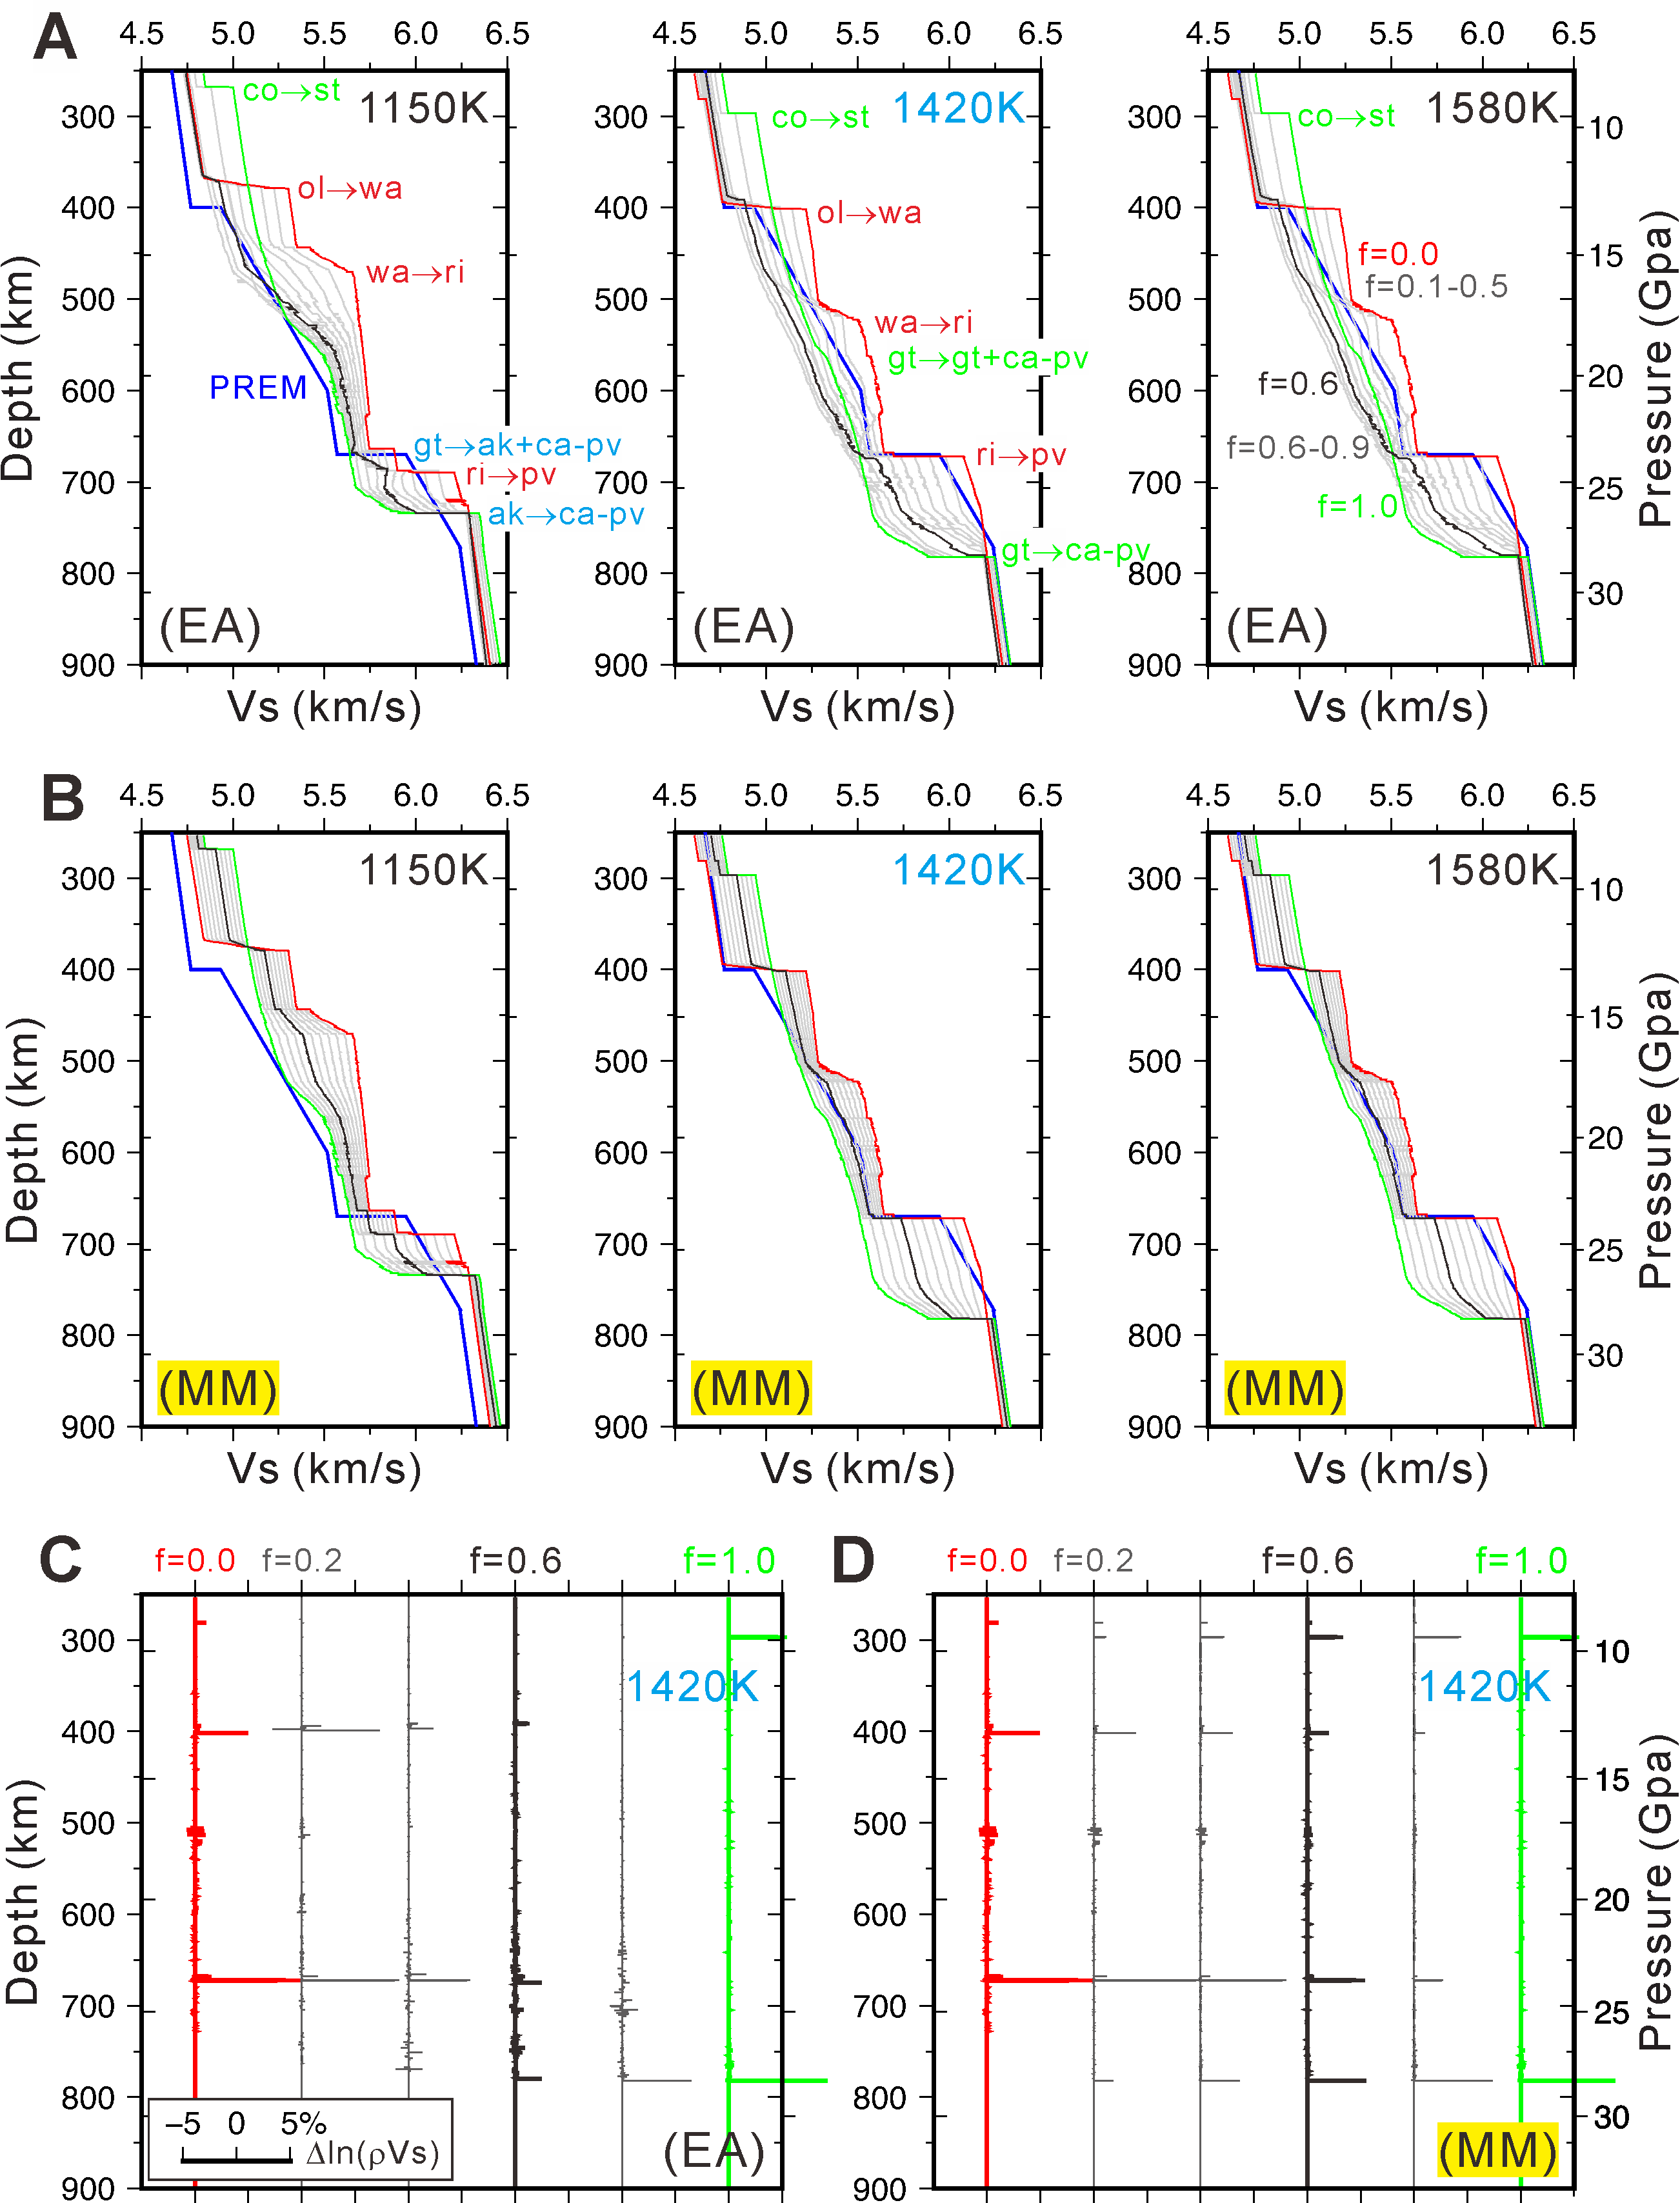 A
4.5 5.0 5.5 6.0 6.5
4.5 5.0 5.5 6.0 6.5
4.5 5.0 5.5 6.0 6.5
Depth (km)
300
400
500
600
700
800
900
co→st
1150K
ol→wa
wa→ri
PREM
gt→ak+ca-pv
ri→pv
ak→ca-pv
(EA)
Vs (km/s)
300
400
500
600
700
800
900
co→st
1420K
ol→wa
wa→ri
gt→gt+ca-pv
ri→pv
gt→ca-pv
(EA)
Vs (km/s)
300
400
500
600
700
800
900
co→st
1580K
f=0.0
f=0.1-0.5
f=0.6
f=0.6-0.9
f=1.0
(EA)
Vs (km/s)
10
15
20
25
30
Pressure (Gpa)
B
4.5 5.0 5.5 6.0 6.5
4.5 5.0 5.5 6.0 6.5
4.5 5.0 5.5 6.0 6.5
Depth (km)
300
400
500
600
700
800
900
1150K
(MM)
Vs (km/s)
300
400
500
600
700
800
900
1420K
(MM)
Vs (km/s)
300
400
500
600
700
800
900
1580K
(MM)
Vs (km/s)
10
15
20
25
30
Pressure (Gpa)
C
f=0.0 f=0.2 f=0.6 f=1.0
Depth (km)
300
400
500
600
700
800
900
1420K
−5 0 5%
Δln(ρVs)
(EA)
D
f=0.0 f=0.2 f=0.6 f=1.0
300
400
500
600
700
800
900
1420K
(MM)
10
15
20
25
30
Pressure (Gpa)